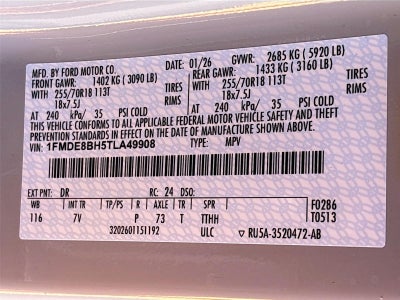 MFD. BY FORD MOTOR CO.
DATE: 01/26 GVWR: 2685 KG (5920 LB)
FRONT GAWR: 1402 KG (3090 LB) REAR GAWR: 1433 KG (3160 LB)
WITH 255/70R18 113T TIRES WITH 255/70R18 113T TIRES
18x7.5J RIMS 18x7.5J RIMS
AT 240 kPa/ 35 PSI COLD AT 240 kPa/ 35 PSI COLD
THIS VEHICLE CONFORMS TO ALL APPLICABLE FEDERAL MOTOR VEHICLE SAFETY AND THEFT
PREVENTION STANDARDS IN EFFECT ON THE DATE OF MANUFACTURE SHOWN ABOVE.
VIN: 1FMDE8BH5TLA49908 TYPE: MPV
EXT PNT: DR RC: 24 DSO: F0286
WB INT TR TP/PS R AXLE TR SPR T0513
116 7V P 73 T TTHH
3202601151192 ULC RU5A-3520472-AB